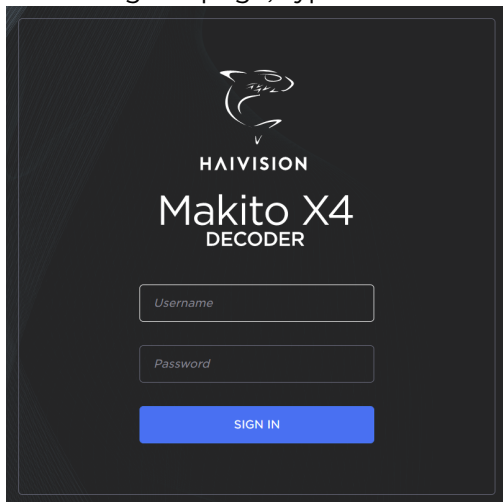 HAIVISION
Makito X4
DECODER
Username
Password
SIGN IN